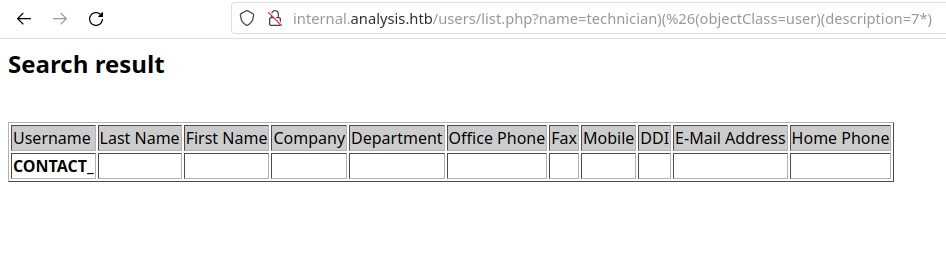 internal.analysis.htb/users/list.php?name=technician)(%26(objectClass=user)(description=7*)
Search result
Username Last Name First Name Company Department Office Phone Fax Mobile DDI E-Mail Address Home Phone
CONTACT_